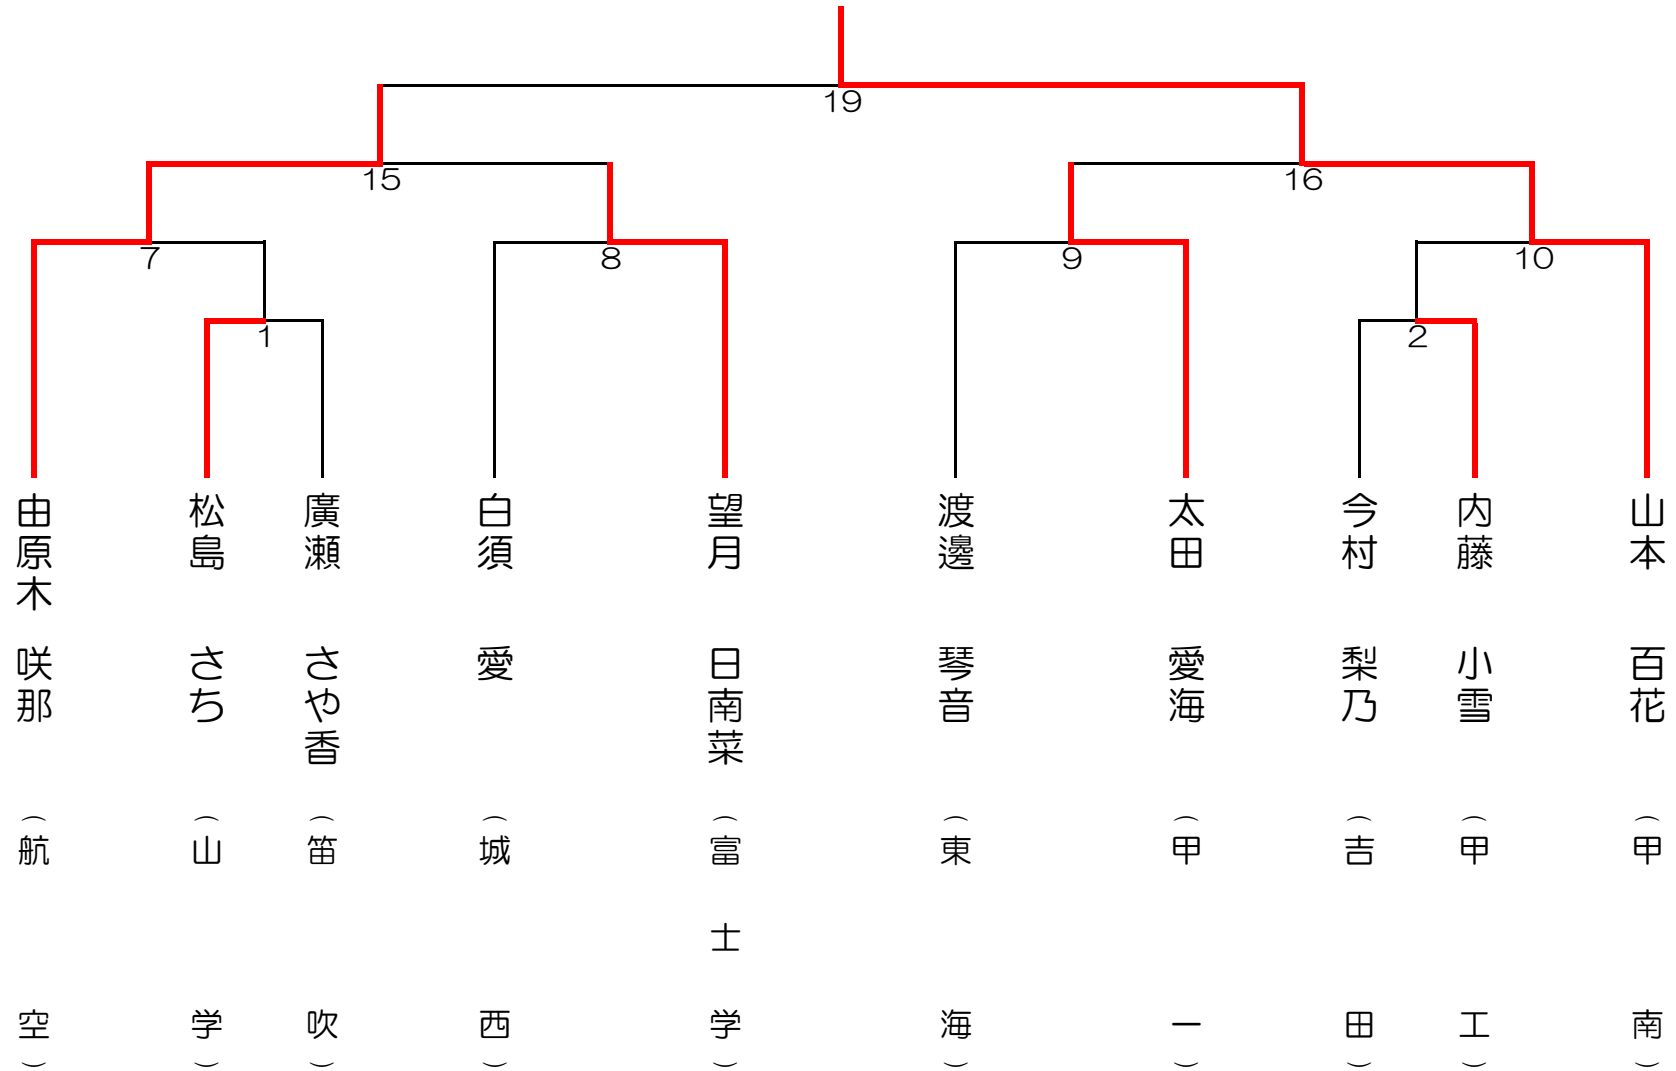 19
15
16
7
8
9
10
1
2
由原木 咲那 （航空）
松島 さち （山学）
廣瀬 さや香 （笛吹）
白須 愛 （城西）
望月 日南菜 （富士学）
渡邊 琴音 （東海）
太田 愛海 （甲一）
今村 梨乃 （吉田）
内藤 小雪 （甲工）
山本 百花 （甲南）